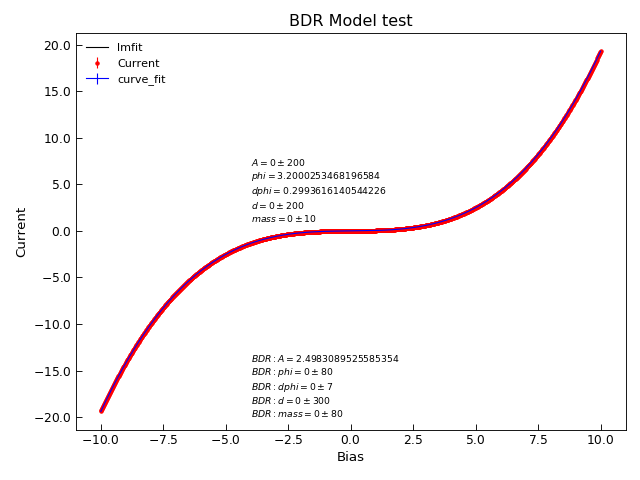 BDR Model test
lmfit
Current
curve_fit
20.0
15.0
10.0
5.0
0.0
−5.0
−10.0
−15.0
−20.0
Current
A = 0 ± 200
phi = 3.2000253468196584
dphi = 0.2993616140544226
d = 0 ± 200
mass = 0 ± 10
BDR : A = 2.4983089525585354
BDR : phi = 0 ± 80
BDR : dphi = 0 ± 7
BDR : d = 0 ± 300
BDR : mass = 0 ± 80
−10.0 −7.5 −5.0 −2.5 0.0 2.5 5.0 7.5 10.0
Bias